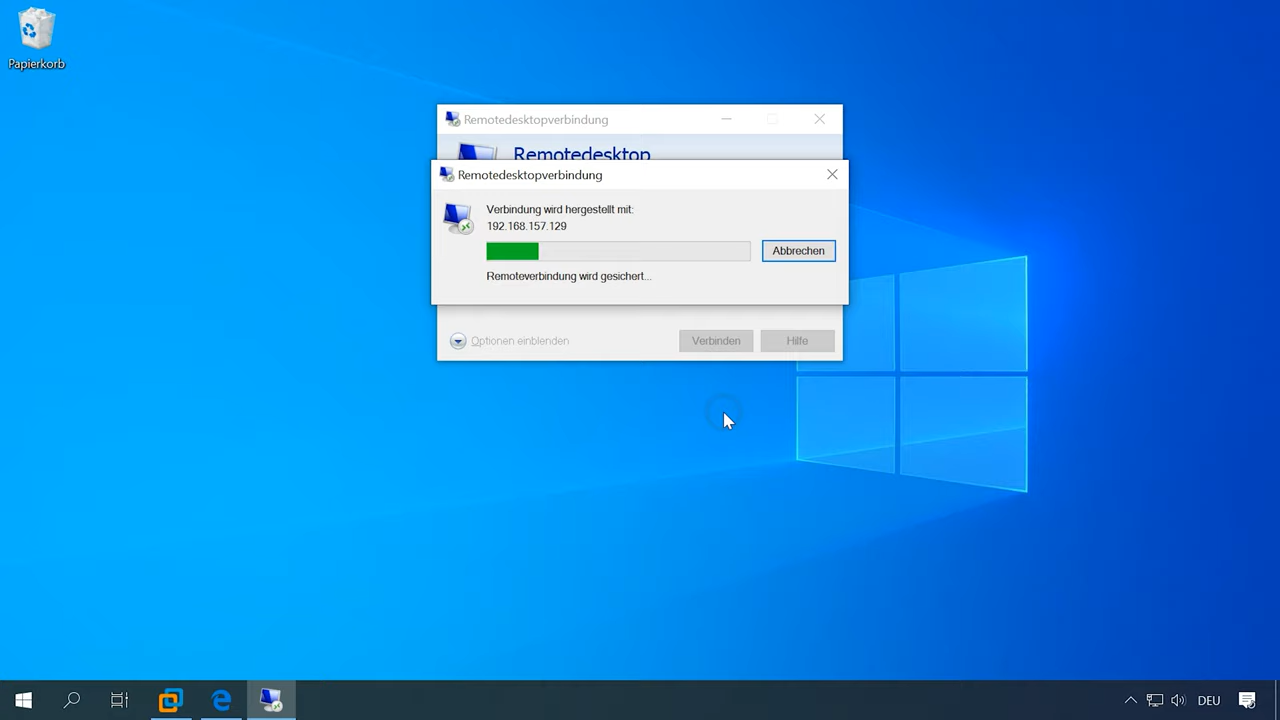 Papierkorb
Remotedesktopverbindung
Remotedesktop
Remotedesktopverbindung
Verbindung wird hergestellt mit:
192.168.157.129
Abbrechen
Remoteverbindung wird gesichert...
Optionen einblenden
Verbinden
Hilfe
DEU